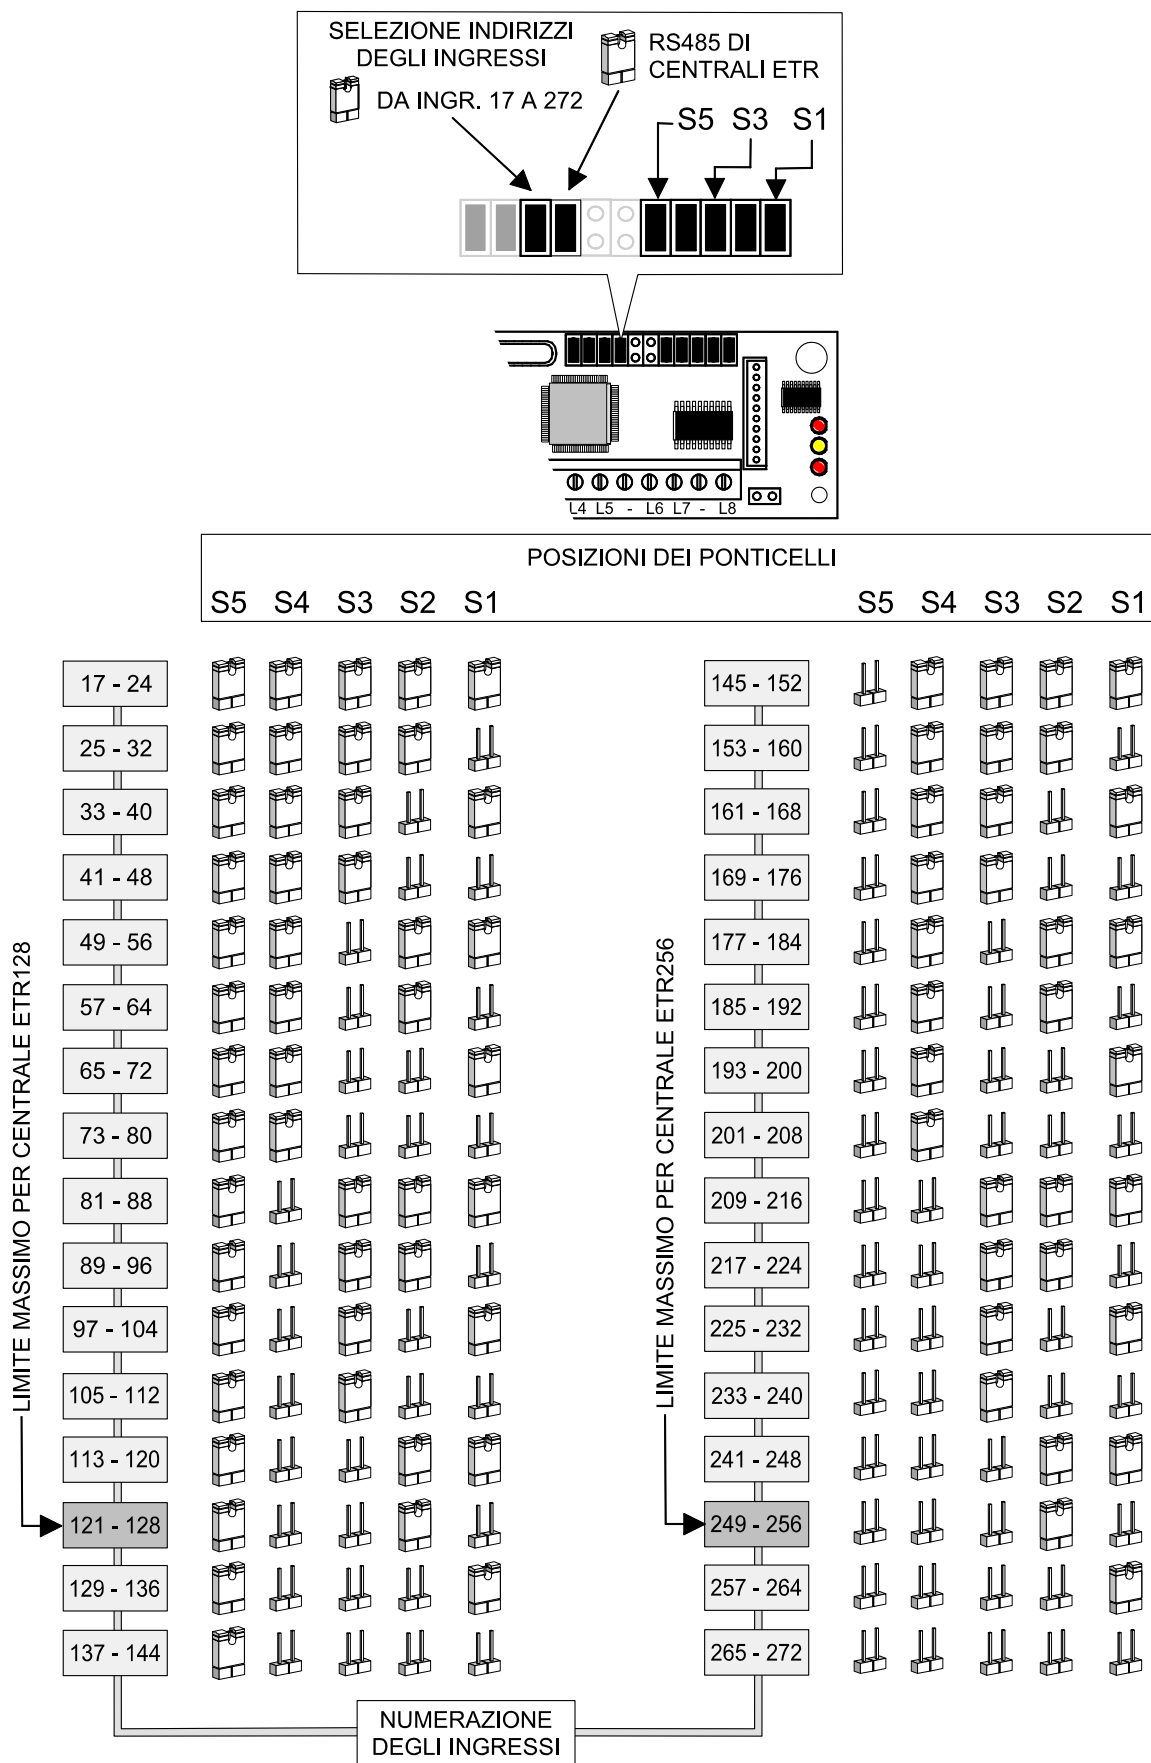 SELEZIONE INDIRIZZI
DEGLI INGRESSI
DA INGR. 17 A 272
RS485 DI
CENTRALI ETR
S5 S3 S1
L4 L5 - L6 L7 - L8
POSIZIONI DEI PONTICELLI
S5 S4 S3 S2 S1
S5 S4 S3 S2 S1
LIMITE MASSIMO PER CENTRALE ETR128
17 - 24
25 - 32
33 - 40
41 - 48
49 - 56
57 - 64
65 - 72
73 - 80
81 - 88
89 - 96
97 - 104
105 - 112
113 - 120
121 - 128
129 - 136
137 - 144
LIMITE MASSIMO PER CENTRALE ETR256
145 - 152
153 - 160
161 - 168
169 - 176
177 - 184
185 - 192
193 - 200
201 - 208
209 - 216
217 - 224
225 - 232
233 - 240
241 - 248
249 - 256
257 - 264
265 - 272
NUMERAZIONE
DEGLI INGRESSI